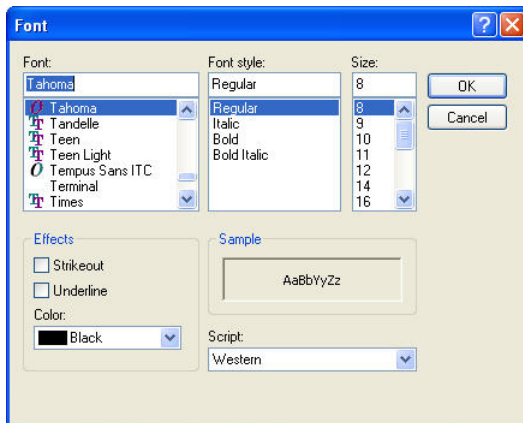 Font
Font:
Font style:
Size:
Tahoma
Regular
8
OK
Cancel
Tahoma
Tandelle
Teen
Teen Light
Tempus Sans ITC
Terminal
Times
Regular
Italic
Bold
Bold Italic
8
9
10
11
12
14
16
Effects
Strikeout
Underline
Color:
Black
Sample
AaBbYyZz
Script:
Western